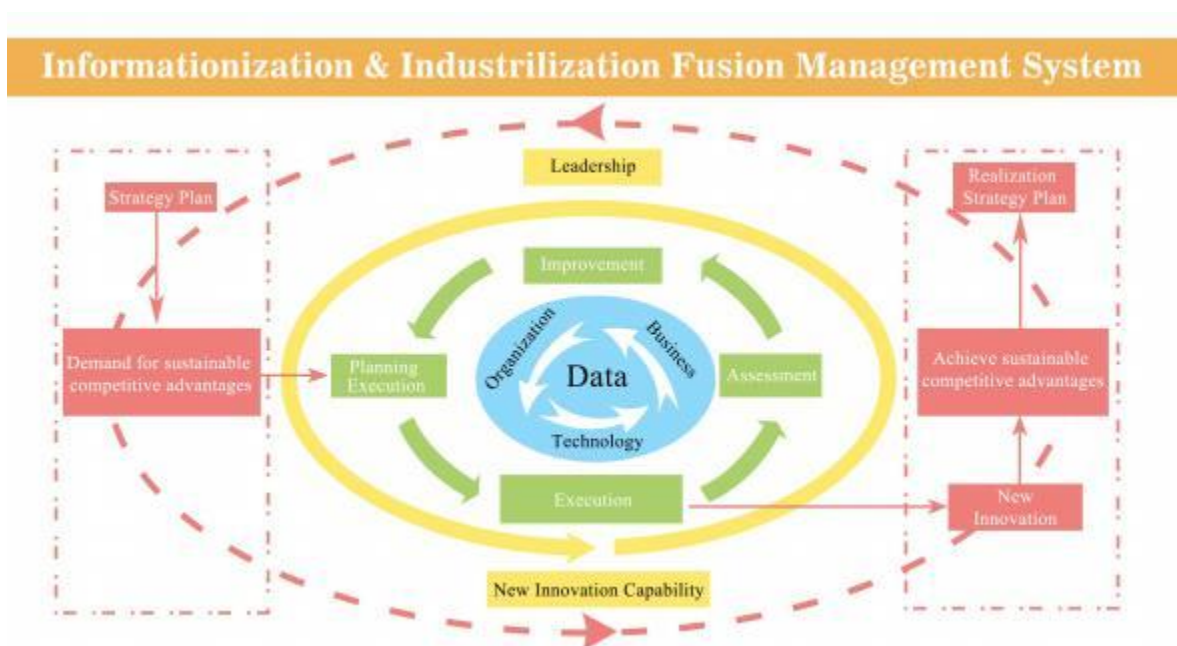 Informationization & Industrilization Fusion Management System
Leadership
Strategy Plan
Realization
Strategy Plan
Improvement
Organization
Business
Data
Technology
Demand for sustainable
competitive advantages
Planning
Execution
Assessment
Achieve sustainable
competitive advantages
Execution
New
Innovation
New Innovation Capability